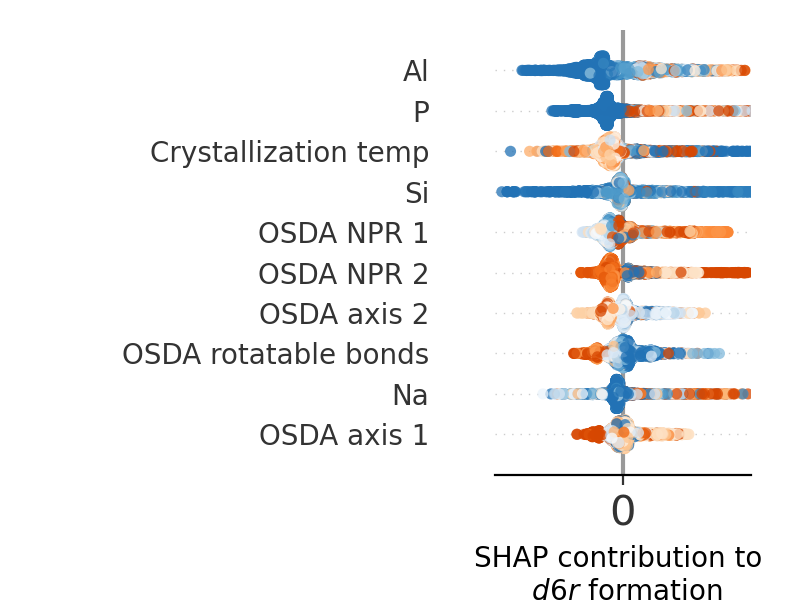 Al
P
Crystallization temp
Si
OSDA NPR 1
OSDA NPR 2
OSDA axis 2
OSDA rotatable bonds
Na
OSDA axis 1
0
SHAP contribution to
d6r formation